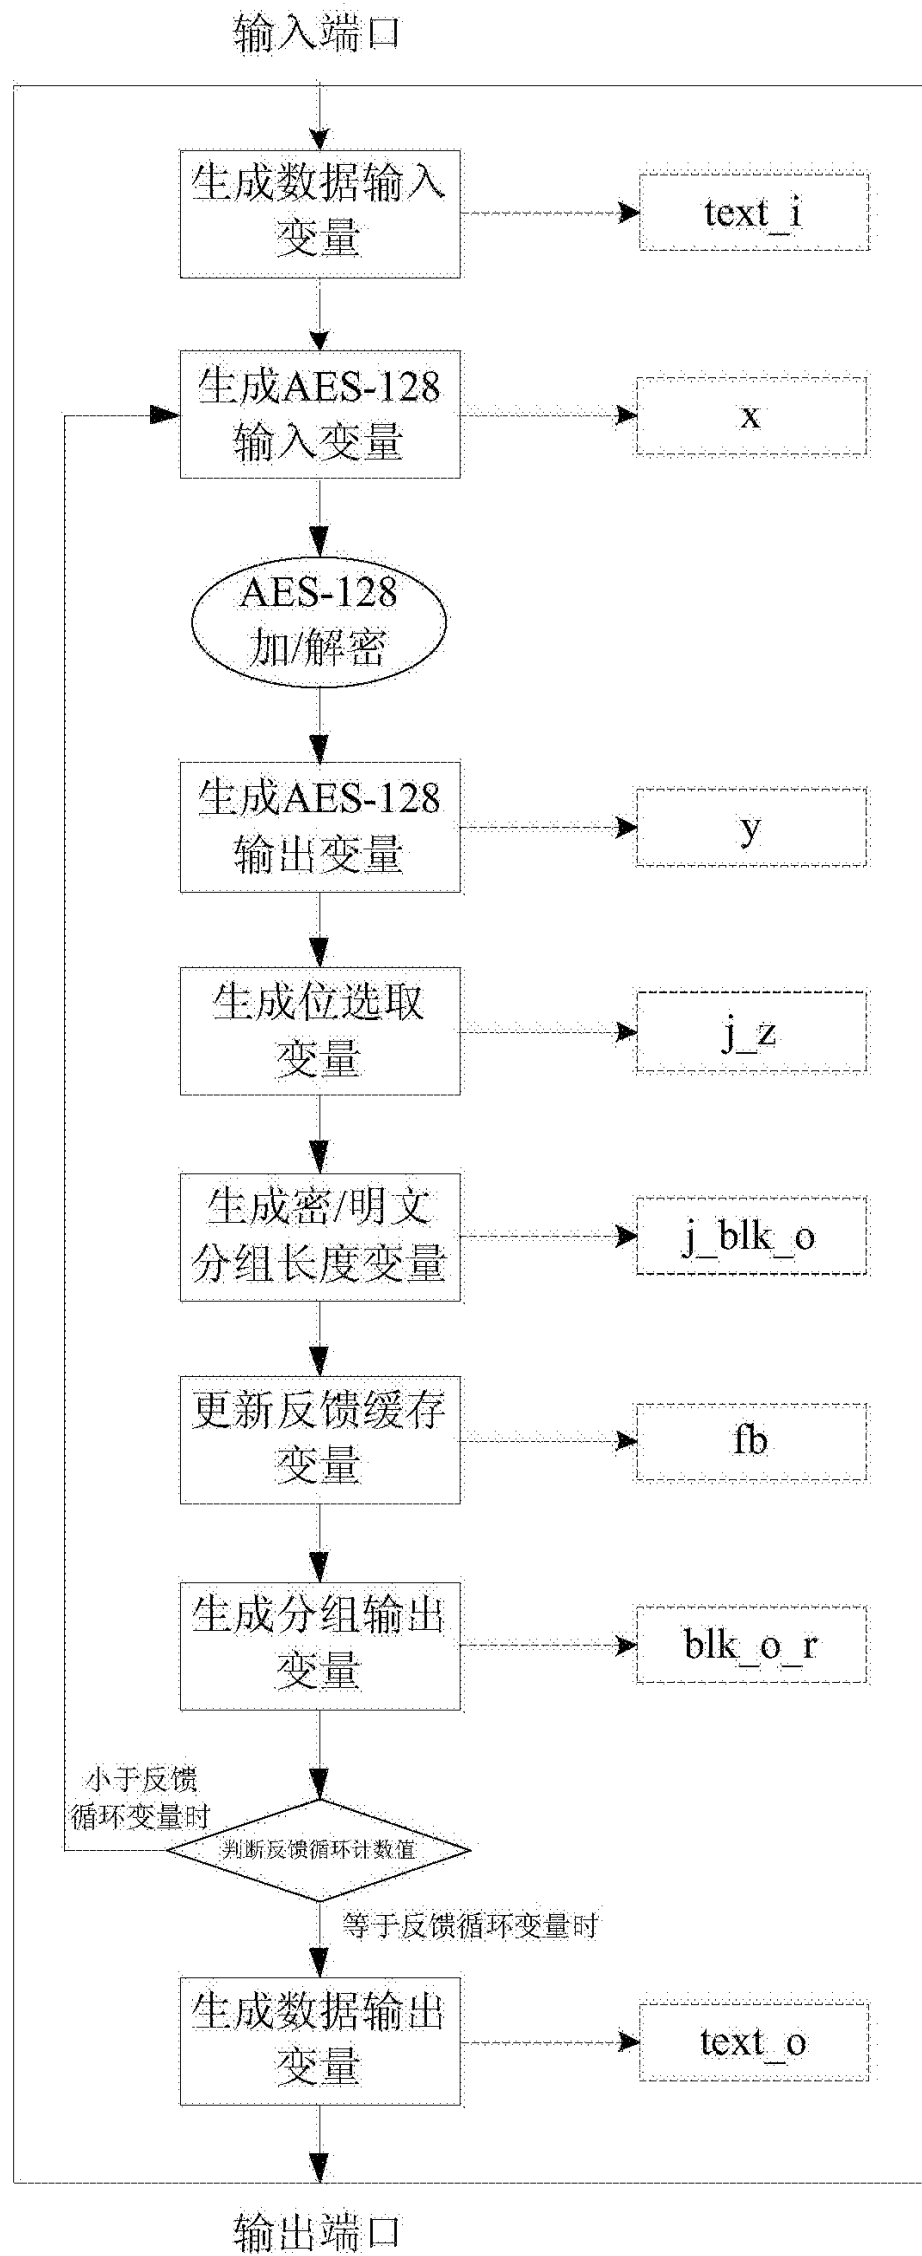 输入端口
生成数据输入
变量
text_i
生成AES-128
输入变量
x
AES-128
加/解密
生成AES-128
输出变量
y
生成位选取
变量
j_z
生成密/明文
分组长度变量
j_blk_o
更新反馈缓存
变量
fb
生成分组输出
变量
blk_o_r
小于反馈
循环变量时
判断反馈循环计数值
等于反馈循环变量时
生成数据输出
变量
text_o
输出端口